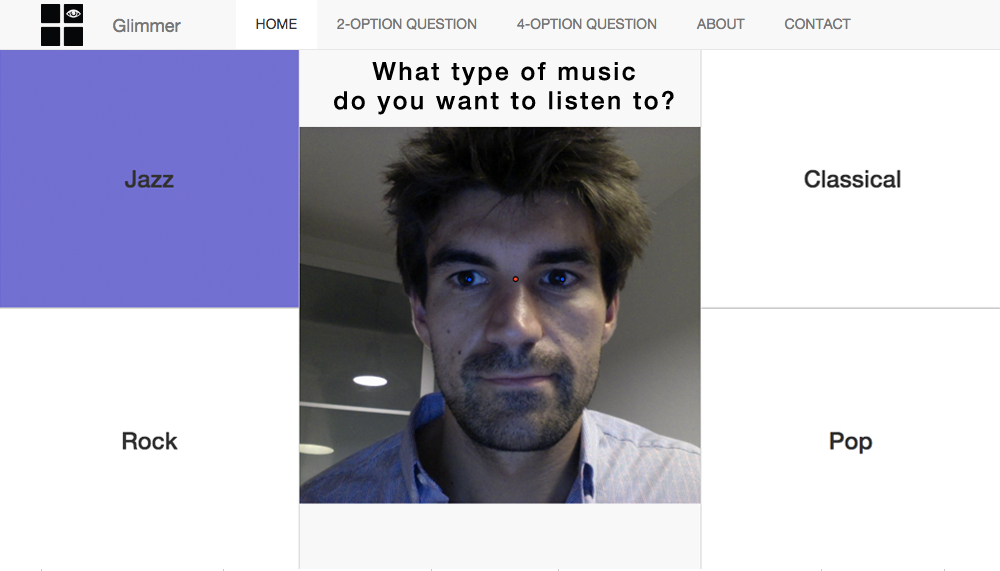 Glimmer
HOME
2-OPTION QUESTION
4-OPTION QUESTION
ABOUT
CONTACT
What type of music
do you want to listen to?
Jazz
Classical
Rock
Pop